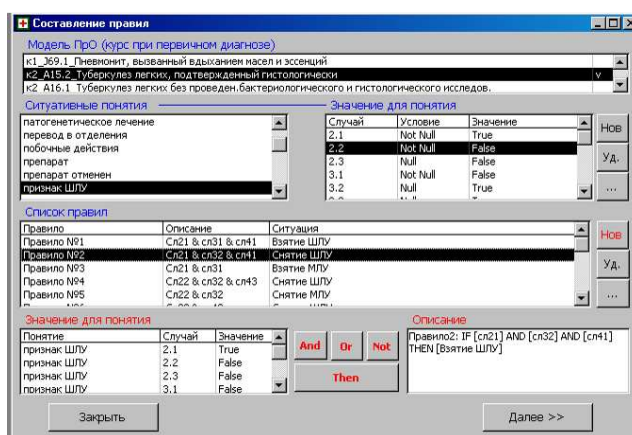 Составление правил
Модель ПрО (курс при первичном диагнозе)
к1_J69.1_Пневмонит, вызванный вдыханием масел и эссенций
к2_А15.2_Туберкулез легких, подтвержденный гистологически v
к2_А16.1_Туберкулез легких без проведен.бактериологического и гистологического исследов.
Ситуативные понятия
патогенетическое лечение
перевод в отделения
побочные действия
препарат
препарат отменен
признак ШЛУ
Значение для понятия
Случай Условие Значение
2.1 Not Null True
2.2 Not Null False
2.3 Null False
3.1 Not Null False
3.2 Null True
Нов
Уд.
...
Список правил
Правило Описание Ситуация
Правило №1 Сл21 & сл31 & сл41 Взятие ШЛУ
Правило №2 Сл21 & сл32 & сл41 Снятие ШЛУ
Правило №3 Сл21 & сл31 Взятие МЛУ
Правило №4 Сл22 & сл32 & сл43 Снятие ШЛУ
Правило №5 Сл22 & сл32 Снятие МЛУ
Нов
Уд.
...
Значение для понятия
Понятие Случай Значение
признак ШЛУ 2.1 True
признак ШЛУ 2.2 False
признак ШЛУ 2.3 False
признак ШЛУ 3.1 False
And Or Not
Then
Описание
Правило2: IF [сл21] AND [сл32] AND [сл41]
THEN [Взятие ШЛУ]
Закрыть
Далее >>